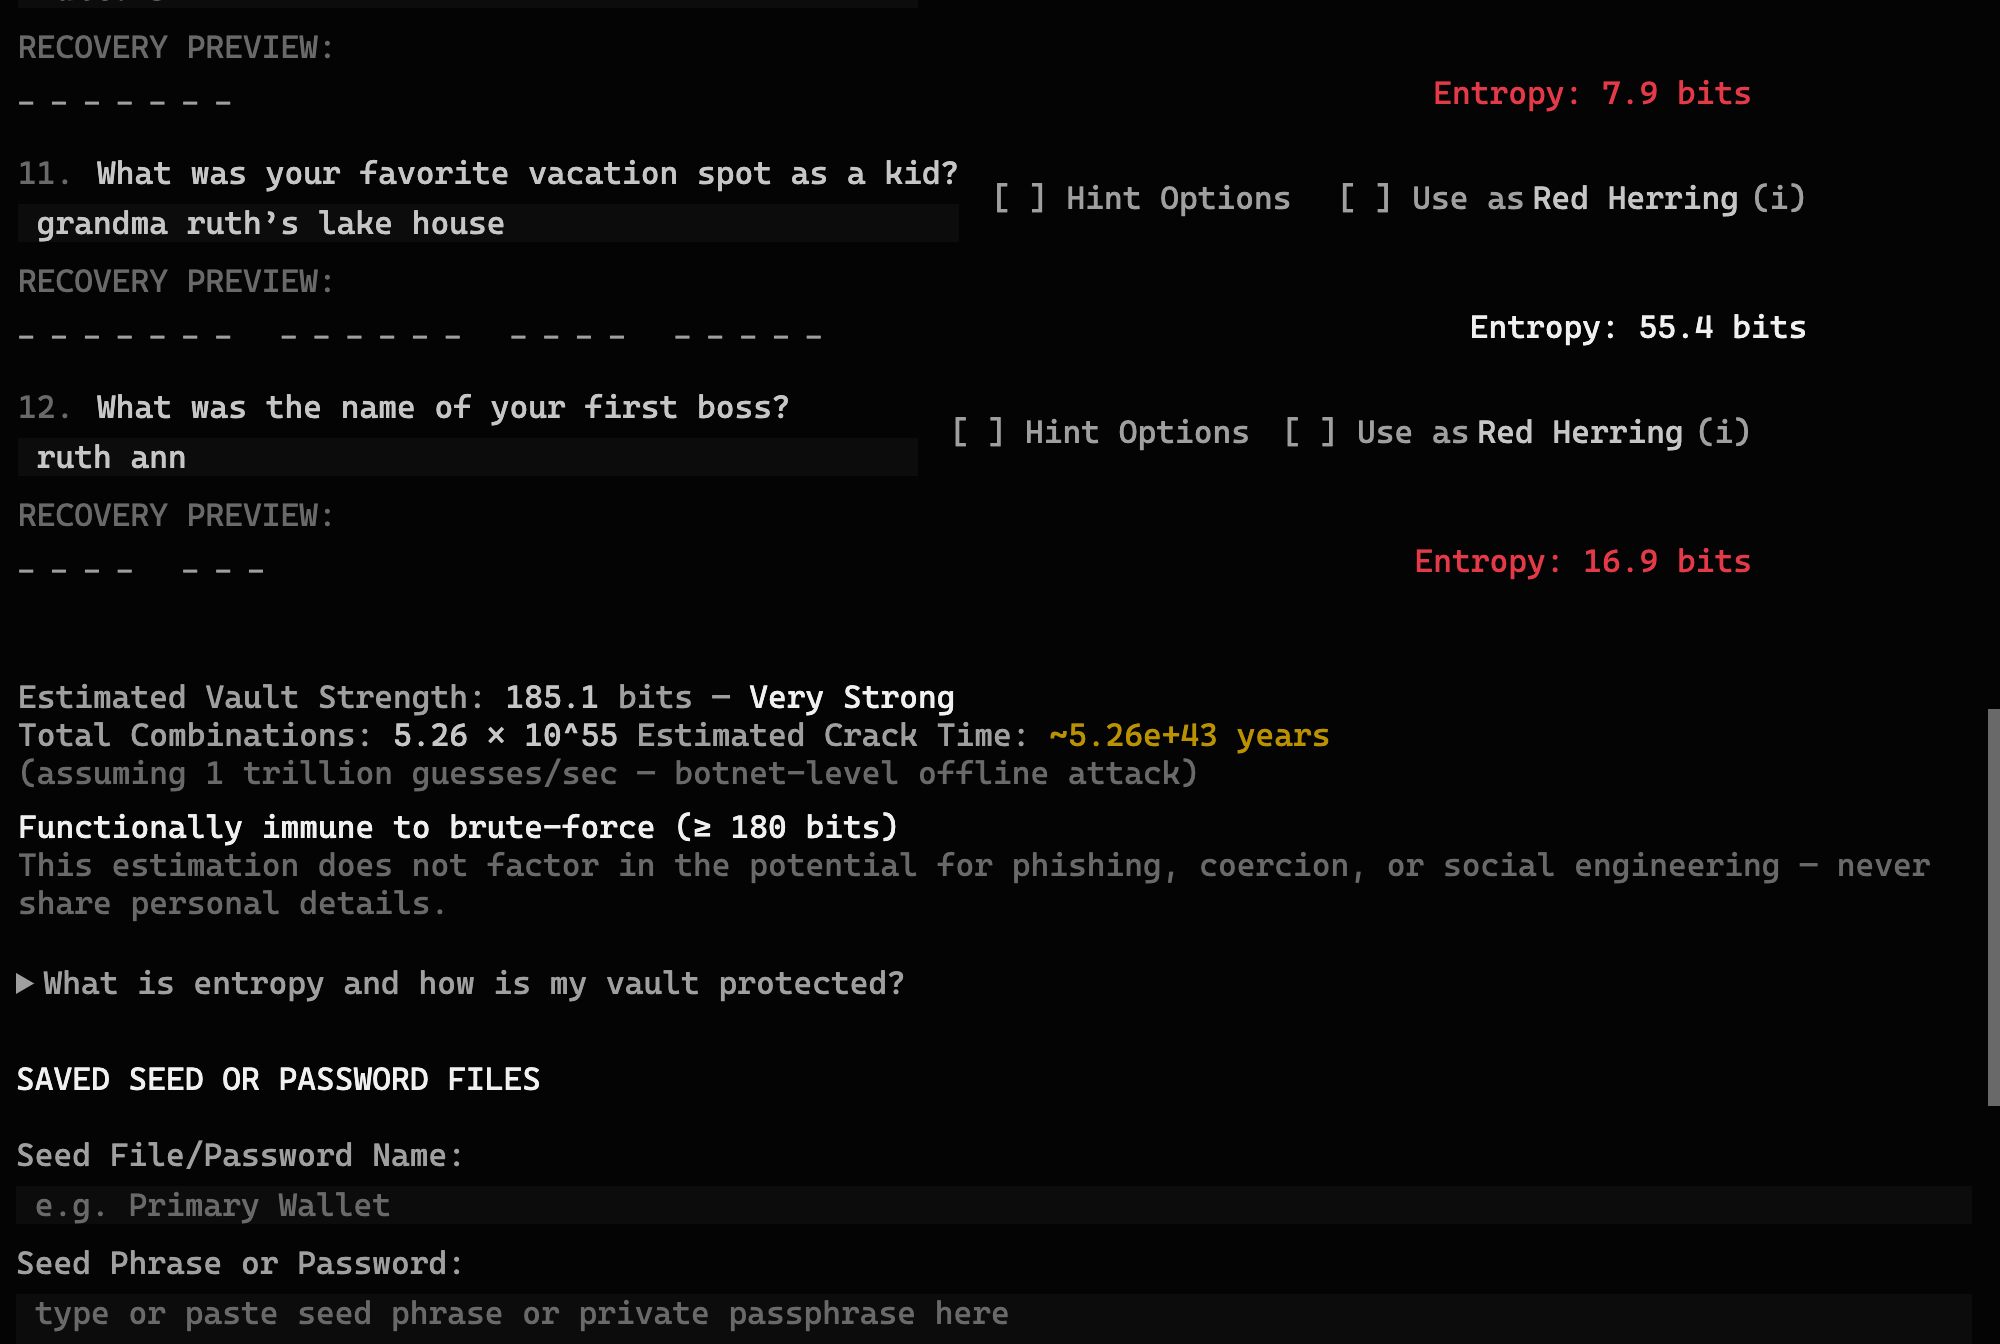 RECOVERY PREVIEW:
_ _ _ _ _ _ _
Entropy: 7.9 bits
11. What was your favorite vacation spot as a kid?
[ ] Hint Options [ ] Use as Red Herring (i)
grandma ruth’s lake house
RECOVERY PREVIEW:
_ _ _ _ _ _ _  _ _ _ _ _ _  _ _ _ _  _ _ _ _ _
Entropy: 55.4 bits
12. What was the name of your first boss?
[ ] Hint Options [ ] Use as Red Herring (i)
ruth ann
RECOVERY PREVIEW:
_ _ _ _  _ _ _
Entropy: 16.9 bits
Estimated Vault Strength: 185.1 bits — Very Strong
Total Combinations: 5.26 × 10^55 Estimated Crack Time: ~5.26e+43 years
(assuming 1 trillion guesses/sec — botnet-level offline attack)
Functionally immune to brute-force (≥ 180 bits)
This estimation does not factor in the potential for phishing, coercion, or social engineering — never
share personal details.
▶ What is entropy and how is my vault protected?
SAVED SEED OR PASSWORD FILES
Seed File/Password Name:
e.g. Primary Wallet
Seed Phrase or Password:
type or paste seed phrase or private passphrase here